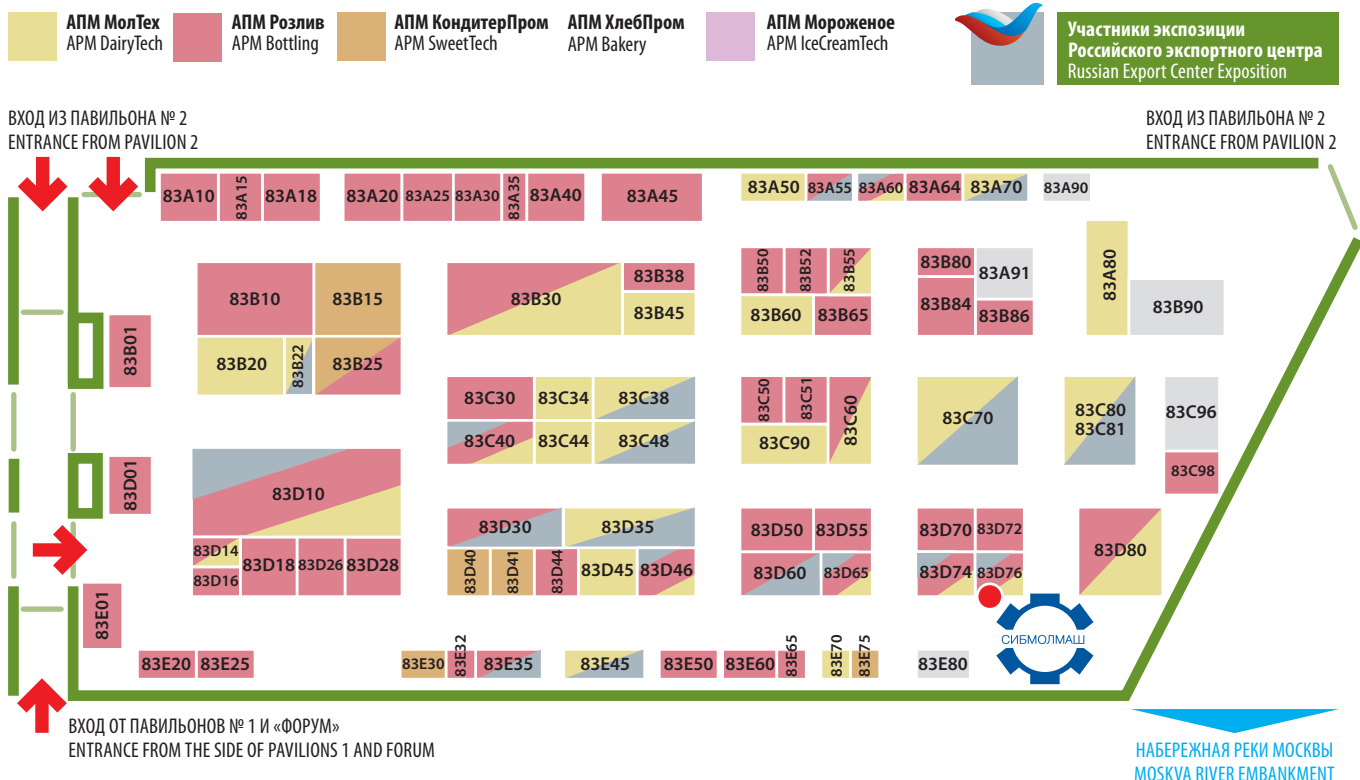 АПМ МолТех
APM DairyTech
АПМ Розлив
APM Bottling
АПМ КондитерПром
APM SweetTech
АПМ ХлебПром
APM Bakery
АПМ Мороженое
APM IceCreamTech
Участники экспозиции
Российского экспортного центра
Russian Export Center Exposition
ВХОД ИЗ ПАВИЛЬОНА № 2
ENTRANCE FROM PAVILION 2
ВХОД ИЗ ПАВИЛЬОНА № 2
ENTRANCE FROM PAVILION 2
83A10
83A15
83A18
83A20
83A25
83A30
83A35
83A40
83A45
83A50
83A55
83A60
83A64
83A70
83A90
83B10
83B15
83B20
83B22
83B25
83B30
83B38
83B45
83B50
83B52
83B55
83B60
83B65
83B80
83A91
83B84
83B86
83A80
83B90
83B01
83C30
83C34
83C38
83C40
83C44
83C48
83C50
83C51
83C60
83C90
83C70
83C80
83C81
83C96
83C98
83D01
83D10
83D14
83D16
83D18
83D26
83D28
83D30
83D35
83D40
83D41
83D44
83D45
83D46
83D50
83D55
83D60
83D65
83D70
83D72
83D74
83D76
83D80
СИБМОЛМАШ
83E01
83E20
83E25
83E30
83E32
83E35
83E45
83E50
83E60
83E65
83E70
83E75
83E80
ВХОД ОТ ПАВИЛЬОНОВ № 1 И «ФОРУМ»
ENTRANCE FROM THE SIDE OF PAVILIONS 1 AND FORUM
НАБЕРЕЖНАЯ РЕКИ МОСКВЫ
MOSKVA RIVER EMBANKMENT